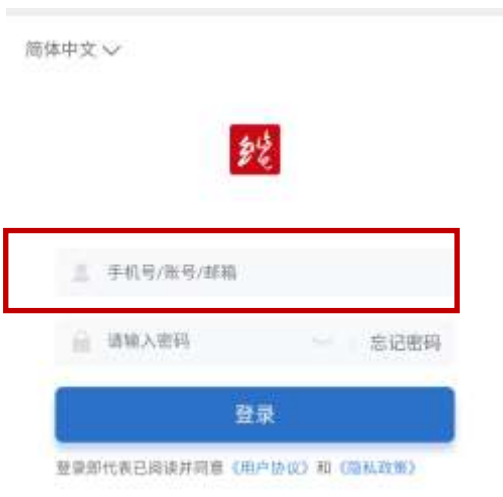 简体中文
手机号/账号/邮箱
请输入密码 忘记密码
登录
登录即代表已阅读并同意《用户协议》和《隐私政策》